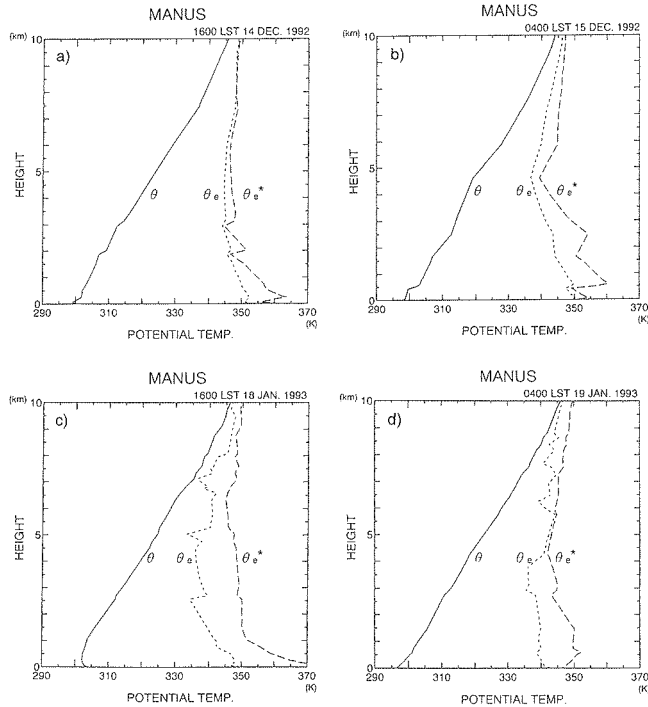 MANUS
1600 LST 14 DEC. 1992
(km)
10
a)
HEIGHT
5
θ
θe
θe*
0
290 310 330 350 370
(K)
POTENTIAL TEMP.
MANUS
0400 LST 15 DEC. 1992
(km)
10
b)
HEIGHT
5
θ
θe
θe*
0
290 310 330 350 370
(K)
POTENTIAL TEMP.
MANUS
1600 LST 18 JAN. 1993
(km)
10
c)
HEIGHT
5
θ
θe
θe*
0
290 310 330 350 370
(K)
POTENTIAL TEMP.
MANUS
0400 LST 19 JAN. 1993
(km)
10
d)
HEIGHT
5
θ
θe
θe*
0
290 310 330 350 370
(K)
POTENTIAL TEMP.